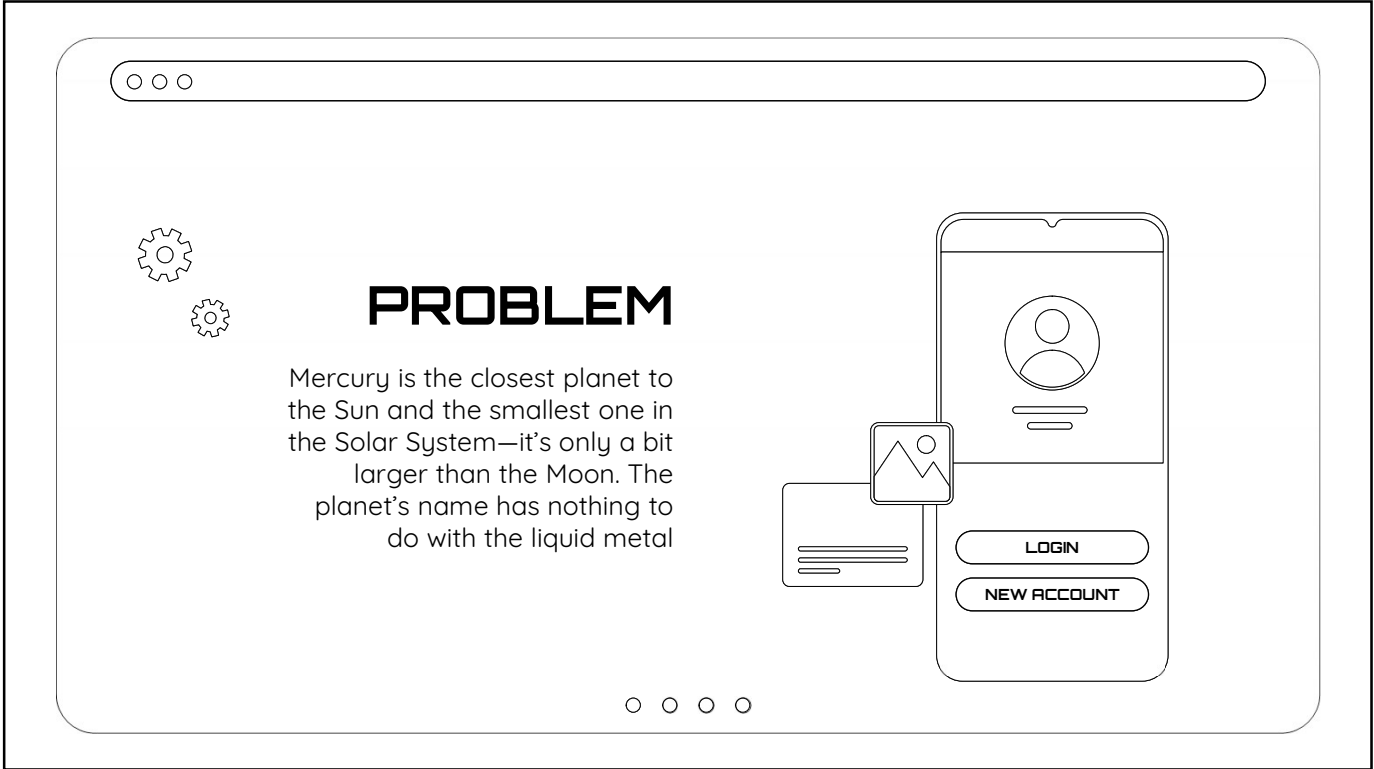 PROBLEM
Mercury is the closest planet to
the Sun and the smallest one in
the Solar System—it’s only a bit
larger than the Moon. The
planet’s name has nothing to
do with the liquid metal
LOGIN
NEW ACCOUNT